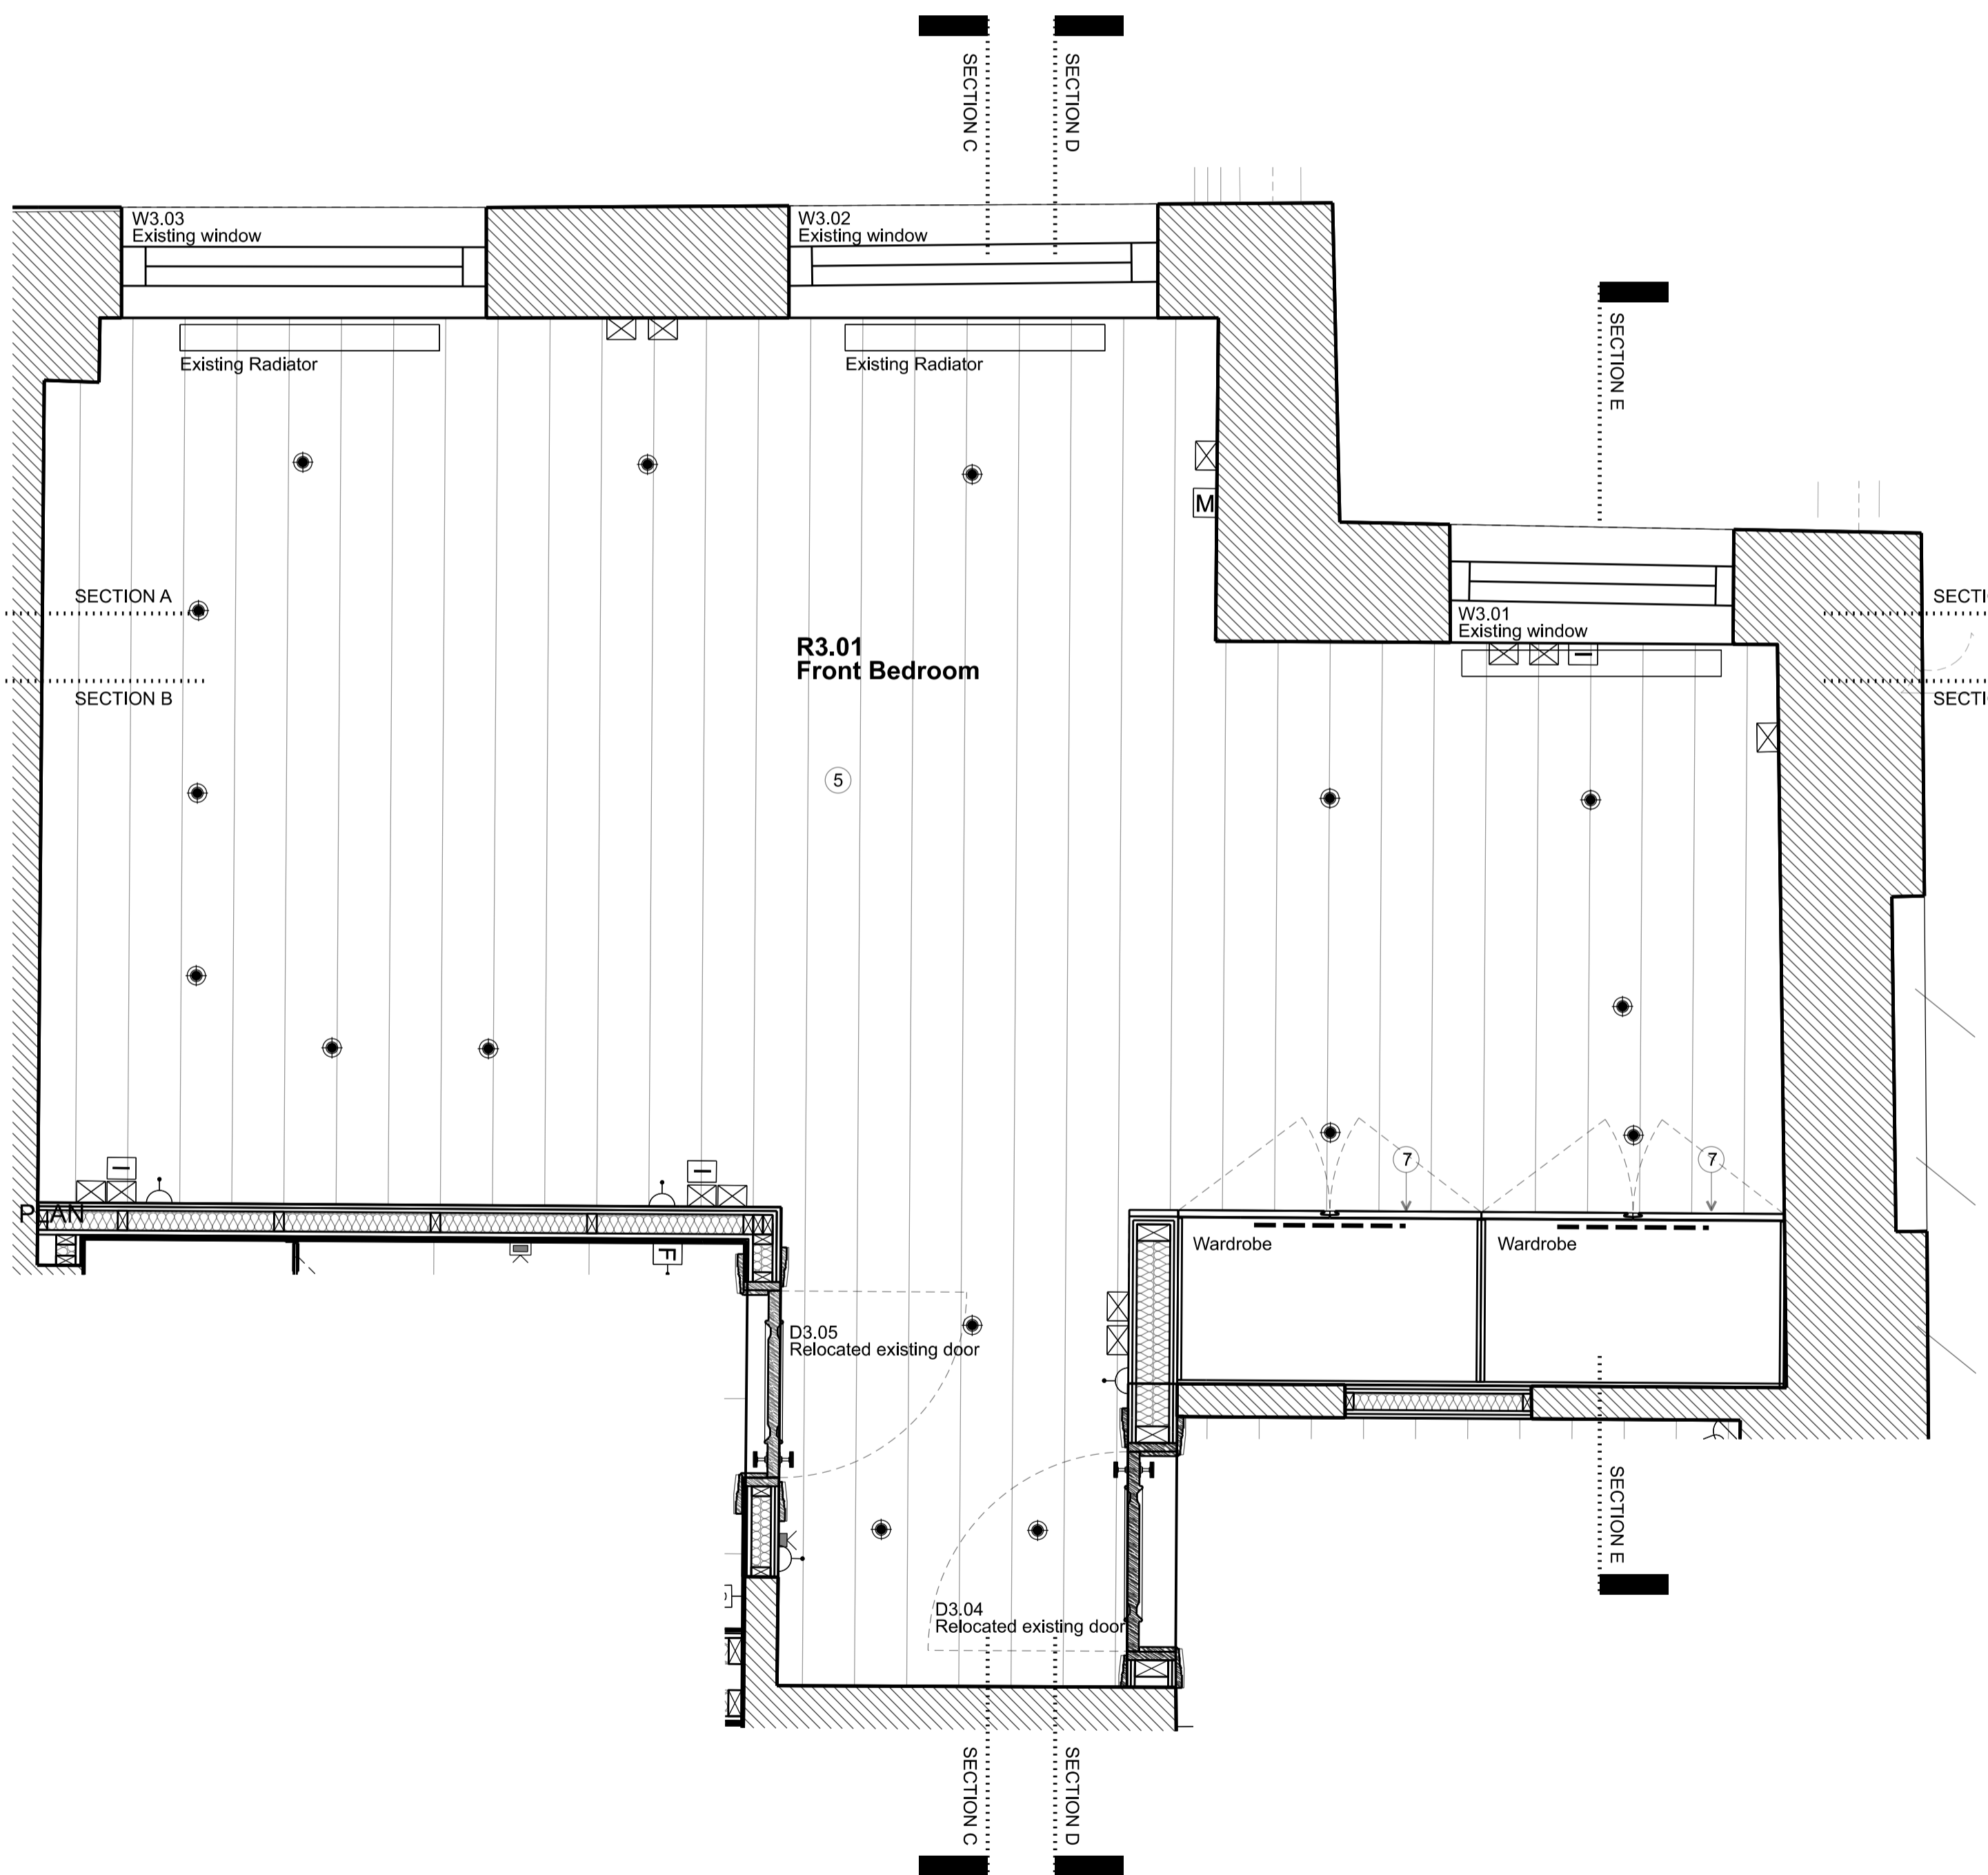 SECTION C
SECTION D
W3.03
Existing window
W3.02
Existing window
SECTION E
Existing Radiator
Existing Radiator
M
SECTION A
SECTI
W3.01
Existing window
R3.01
Front Bedroom
I
SECTION B
SECTI
5
7
7
I
I
PLAN
F
Wardrobe
Wardrobe
D3.05
Relocated existing door
SECTION E
D3.04
Relocated existing door
SECTION C
SECTION D